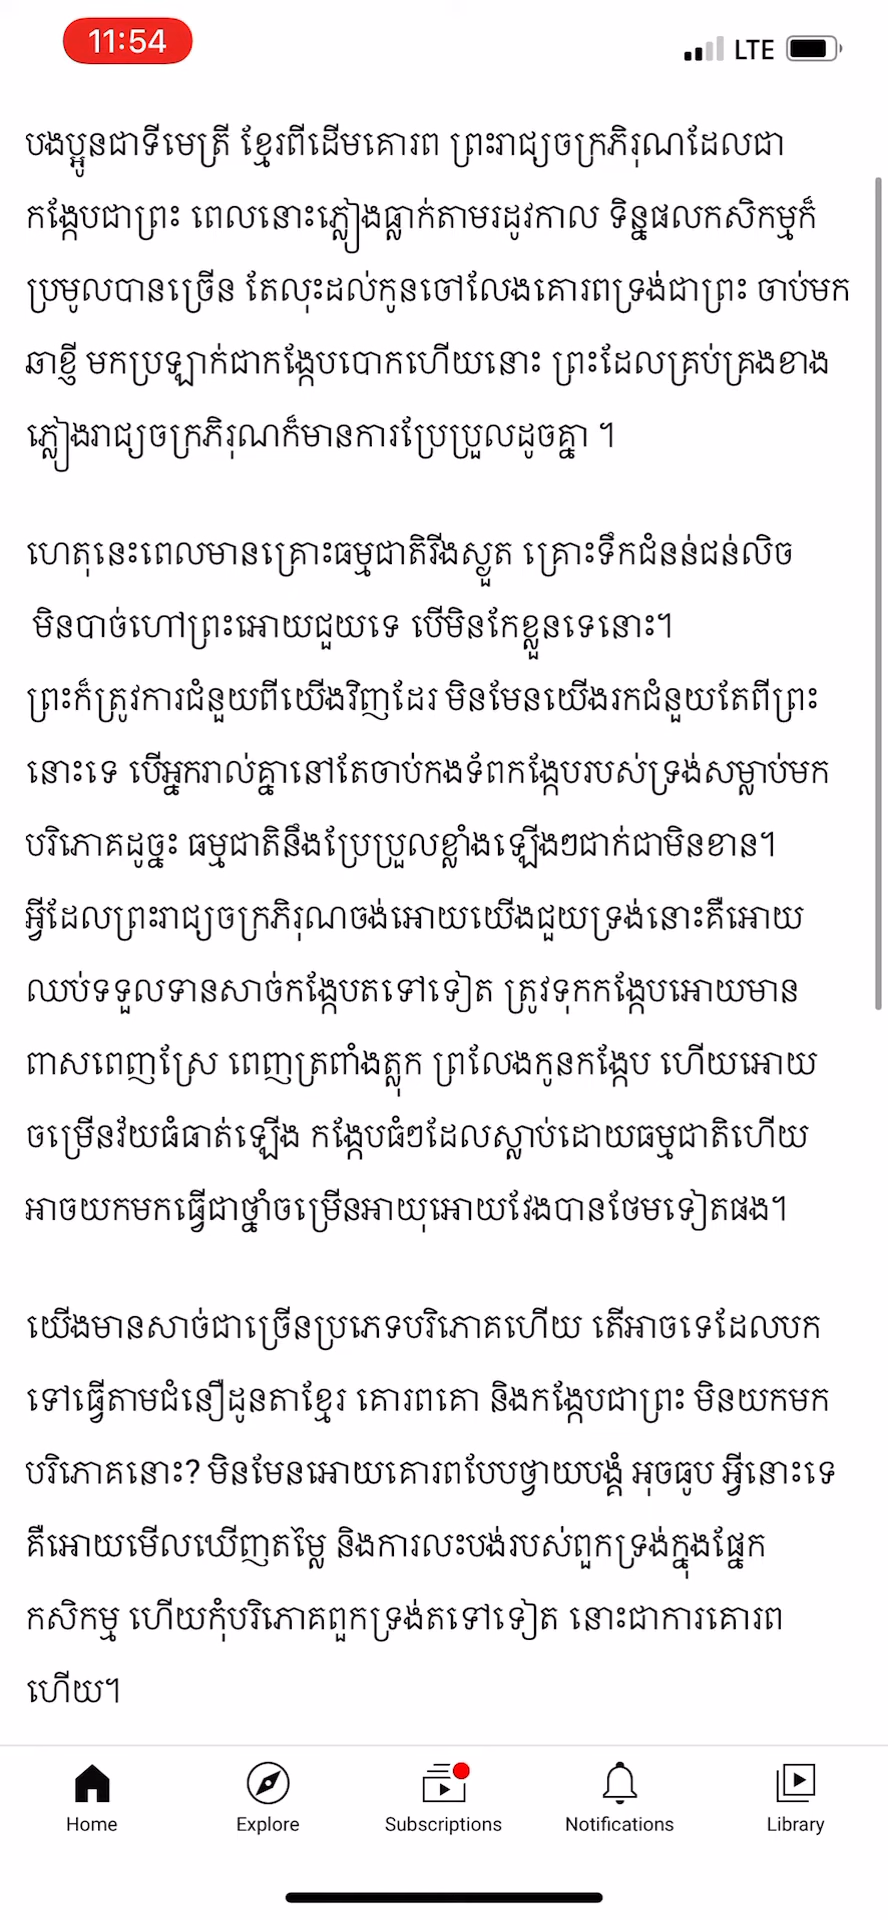 11:54
LTE
បងប្អូនជាទីមេត្រី ខ្មែរពីដើមគោរព ព្រះរាជ្យចក្រភិរុណដែលជា
កង្កែបជាព្រះ ពេលនោះភ្លៀងធ្លាក់តាមរដូវកាល ទិន្នផលកសិកម្មក៏
ប្រមូលបានច្រើន តែលុះដល់កូនចៅលែងគោរពទ្រង់ជាព្រះ ចាប់មក
ឆាខ្ញី មកប្រឡាក់ជាកង្កែបបោកហើយនោះ ព្រះដែលគ្រប់គ្រងខាង
ភ្លៀងរាជ្យចក្រភិរុណក៏មានការប្រែប្រួលដូចគ្នា ។
ហេតុនេះពេលមានគ្រោះធម្មជាតិរីងស្ងួត គ្រោះទឹកជំនន់ជន់លិច
មិនបាច់ហៅព្រះអោយជួយទេ បើមិនកែខ្លួនទេនោះ។
ព្រះក៏ត្រូវការជំនួយពីយើងវិញដែរ មិនមែនយើងរកជំនួយតែពីព្រះ
នោះទេ បើអ្នករាល់គ្នានៅតែចាប់កងទ័ពកង្កែបរបស់ទ្រង់សម្លាប់មក
បរិភោគដូច្នះ ធម្មជាតិនឹងប្រែប្រួលខ្លាំងឡើងៗជាក់ជាមិនខាន។
អ្វីដែលព្រះរាជ្យចក្រភិរុណចង់អោយយើងជួយទ្រង់នោះគឺអោយ
ឈប់ទទួលទានសាច់កង្កែបតទៅទៀត ត្រូវទុកកង្កែបអោយមាន
ពាសពេញស្រែ ពេញត្រពាំងត្លុក ព្រលែងកូនកង្កែប ហើយអោយ
ចម្រើនវ័យធំធាត់ឡើង កង្កែបធំៗដែលស្លាប់ដោយធម្មជាតិហើយ
អាចយកមកធ្វើជាថ្នាំចម្រើនអាយុអោយវែងបានថែមទៀតផង។
យើងមានសាច់ជាច្រើនប្រភេទបរិភោគហើយ តើអាចទេដែលបក
ទៅធ្វើតាមជំនឿដូនតាខ្មែរ គោរពគោ និងកង្កែបជាព្រះ មិនយកមក
បរិភោគនោះ? មិនមែនអោយគោរពបែបថ្វាយបង្គំ អុចធូប អ្វីនោះទេ
គឺអោយមើលឃើញតម្លៃ និងការលះបង់របស់ពួកទ្រង់ក្នុងផ្នែក
កសិកម្ម ហើយកុំបរិភោគពួកទ្រង់តទៅទៀត នោះជាការគោរព
ហើយ។
Home
Explore
Subscriptions
Notifications
Library